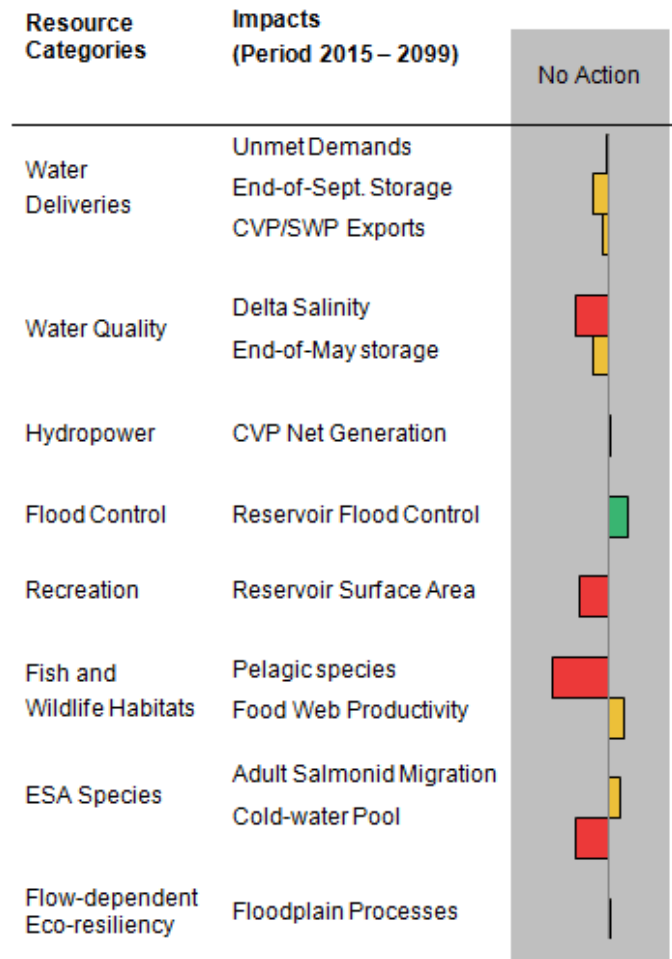 Resource
Categories
Impacts
(Period 2015 – 2099)
No Action
Water
Deliveries
Unmet Demands
End-of-Sept. Storage
CVP/SWP Exports
Water Quality
Delta Salinity
End-of-May storage
Hydropower
CVP Net Generation
Flood Control
Reservoir Flood Control
Recreation
Reservoir Surface Area
Fish and
Wildlife Habitats
Pelagic species
Food Web Productivity
ESA Species
Adult Salmonid Migration
Cold-water Pool
Flow-dependent
Eco-resiliency
Floodplain Processes